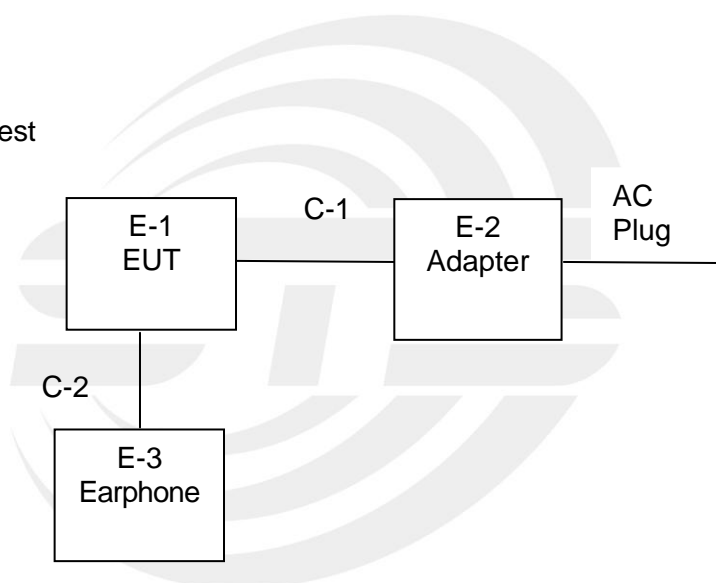 est
E-1
EUT
C-1
E-2
Adapter
AC
Plug
C-2
E-3
Earphone